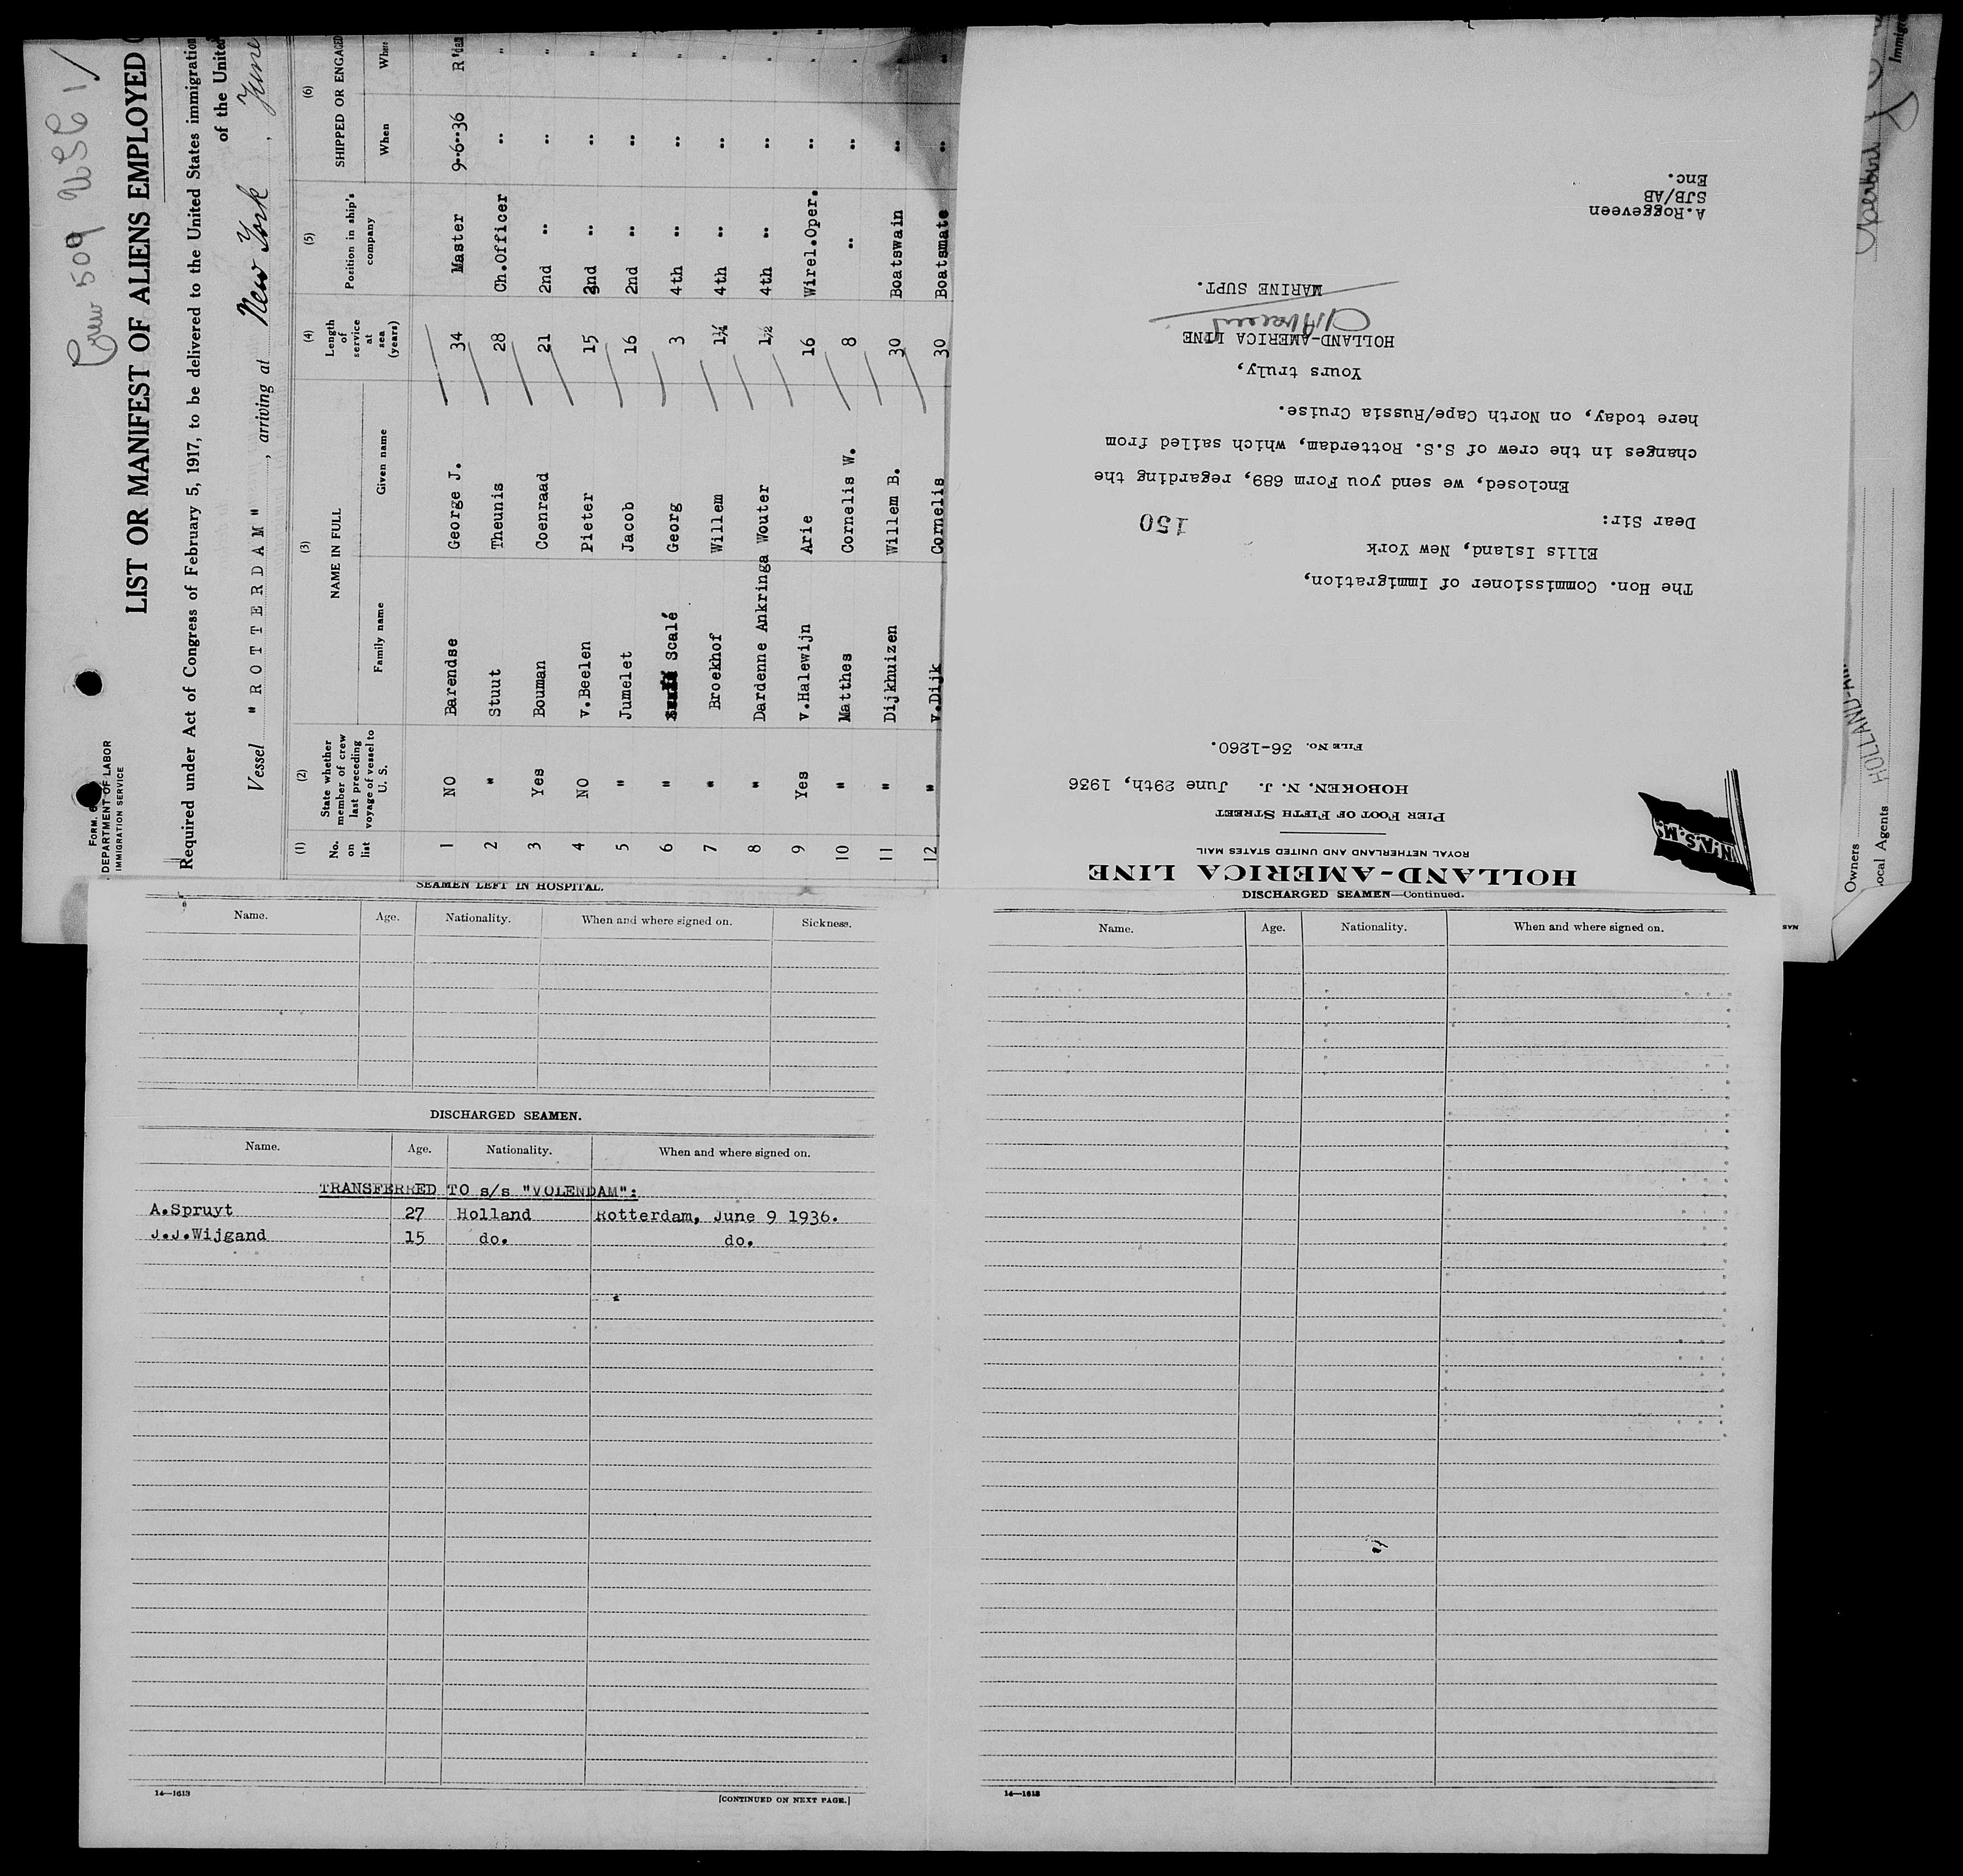 Crew 509 USC 1/
FORM 6
DEPARTMENT OF LABOR
IMMIGRATION SERVICE
LIST OR MANIFEST OF ALIENS EMPLOYED
Required under Act of Congress of February 5, 1917, to be delivered to the United States immigration
of the United
Vessel "ROTTERDAM", arriving at New York, June
(1) (2) (3) (4) (5) (6)
No. on list State whether member of crew last preceding voyage of vessel to U. S. NAME IN FULL Length of service at sea (years) Position in ship's company SHIPPED OR ENGAGED
Family name Given name When Where
1 NO Barendse George J. 34 Master 9-6-36 R'dam
2 " Stuut Theunis 28 Ch.Officer " "
3 Yes Bouman Coenraad 21 2nd " " "
4 NO v.Beelen Pieter 15 2nd " " "
5 " Jumelet Jacob 16 2nd " " "
6 " Scalé Georg 3 4th " " "
7 " Broekhof Willem 1½ 4th " " "
8 " Dardenne Ankringa Wouter 1½ 4th " " "
9 Yes v.Halewijn Arie 16 Wirel.Oper. " "
10 " Matthes Cornelis W. 8 " " "
11 " Dijkhuizen Willem B. 30 Boatswain " "
12 " v.Dijk Cornelis 30 Boatsmate " "
HOLLAND-AMERICA LINE
ROYAL NETHERLAND AND UNITED STATES MAIL
PIER FOOT OF FIFTH STREET
HOBOKEN, N. J. June 29th, 1936
FILE No. 36-1260.
N.A.S.M.
The Hon. Commissioner of Immigration,
Ellis Island, New York
Dear Sir:
150
Enclosed, we send you Form 689, regarding the
changes in the crew of S.S. Rotterdam, which sailed from
here today, on North Cape/Russia Cruise.
Yours truly,
HOLLAND-AMERICA LINE
MARINE SUPT.
A.Roggeveen
SJB/AB
Enc.
Immigra
Owners
Local Agents HOLLAND-AM
SEAMEN LEFT IN HOSPITAL.
Name. Age. Nationality. When and where signed on. Sickness.
DISCHARGED SEAMEN.
Name. Age. Nationality. When and where signed on.
TRANSFERRED TO s/s "VOLENDAM":
A.Spruyt 27 Holland Rotterdam, June 9 1936.
J.J.Wijgand 15 do. do.
14—1613
[CONTINUED ON NEXT PAGE.]
DISCHARGED SEAMEN—Continued.
Name. Age. Nationality. When and where signed on.
14—1613